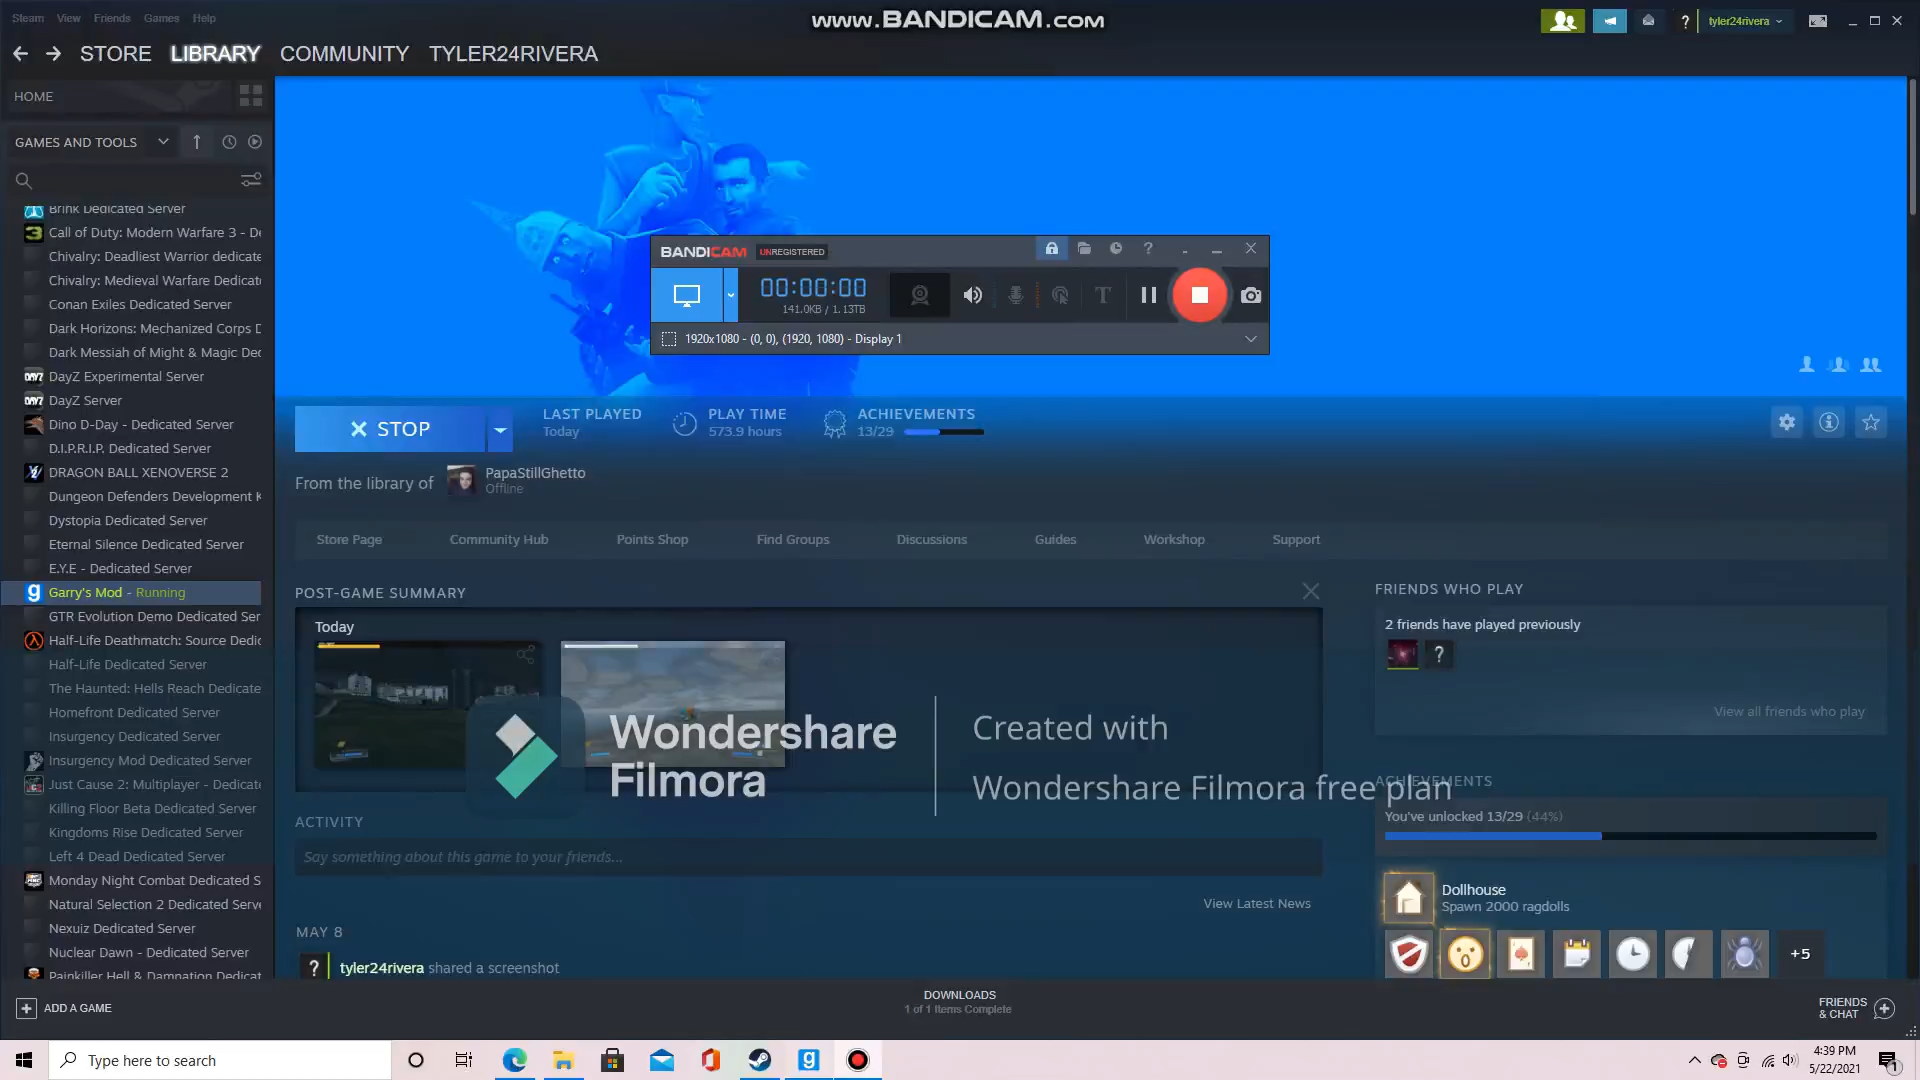 www.BANDICAM.com
Steam View Friends Games Help
tyler24rivera
STORE LIBRARY COMMUNITY TYLER24RIVERA
HOME
GAMES AND TOOLS
Brink Dedicated Server
Call of Duty: Modern Warfare 3 - De
Chivalry: Deadliest Warrior dedicate
Chivalry: Medieval Warfare Dedicat
Conan Exiles Dedicated Server
Dark Horizons: Mechanized Corps D
Dark Messiah of Might & Magic Dec
DayZ Experimental Server
DayZ Server
Dino D-Day - Dedicated Server
D.I.P.R.I.P. Dedicated Server
DRAGON BALL XENOVERSE 2
Dungeon Defenders Development K
Dystopia Dedicated Server
Eternal Silence Dedicated Server
E.Y.E - Dedicated Server
Garry's Mod - Running
GTR Evolution Demo Dedicated Ser
Half-Life Deathmatch: Source Dedic
Half-Life Dedicated Server
The Haunted: Hells Reach Dedicate
Homefront Dedicated Server
Insurgency Dedicated Server
Insurgency Mod Dedicated Server
Just Cause 2: Multiplayer - Dedicate
Killing Floor Beta Dedicated Server
Kingdoms Rise Dedicated Server
Left 4 Dead Dedicated Server
Monday Night Combat Dedicated S
Natural Selection 2 Dedicated Serve
Nexuiz Dedicated Server
Nuclear Dawn - Dedicated Server
Painkiller Hell & Damnation Dedicat
ADD A GAME
BANDICAM UNREGISTERED
00:00:00
141.0KB / 1.13TB
1920x1080 - (0, 0), (1920, 1080) - Display 1
STOP
LAST PLAYED
Today
PLAY TIME
573.9 hours
ACHIEVEMENTS
13/29
From the library of
PapaStillGhetto
Offline
Store Page Community Hub Points Shop Find Groups Discussions Guides Workshop Support
POST-GAME SUMMARY
Today
Wondershare
Filmora
Created with
Wondershare Filmora free plan
ACTIVITY
Say something about this game to your friends...
View Latest News
MAY 8
tyler24rivera shared a screenshot
FRIENDS WHO PLAY
2 friends have played previously
View all friends who play
ACHIEVEMENTS
You've unlocked 13/29 (44%)
Dollhouse
Spawn 2000 ragdolls
+5
DOWNLOADS
1 of 1 Items Complete
FRIENDS
& CHAT
Type here to search
4:39 PM
5/22/2021
1